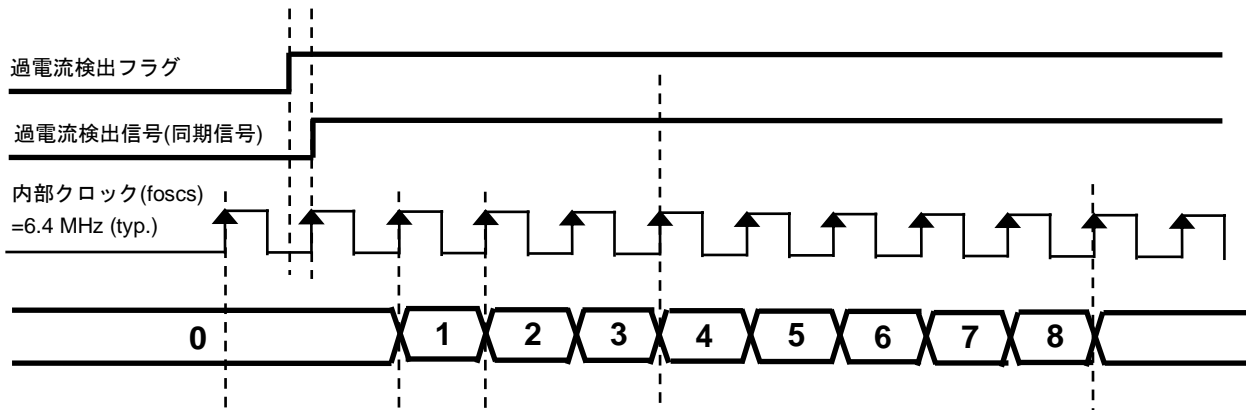 過電流検出フラグ
過電流検出信号(同期信号)
内部クロック(foscs)
=6.4 MHz (typ.)
0 1 2 3 4 5 6 7 8